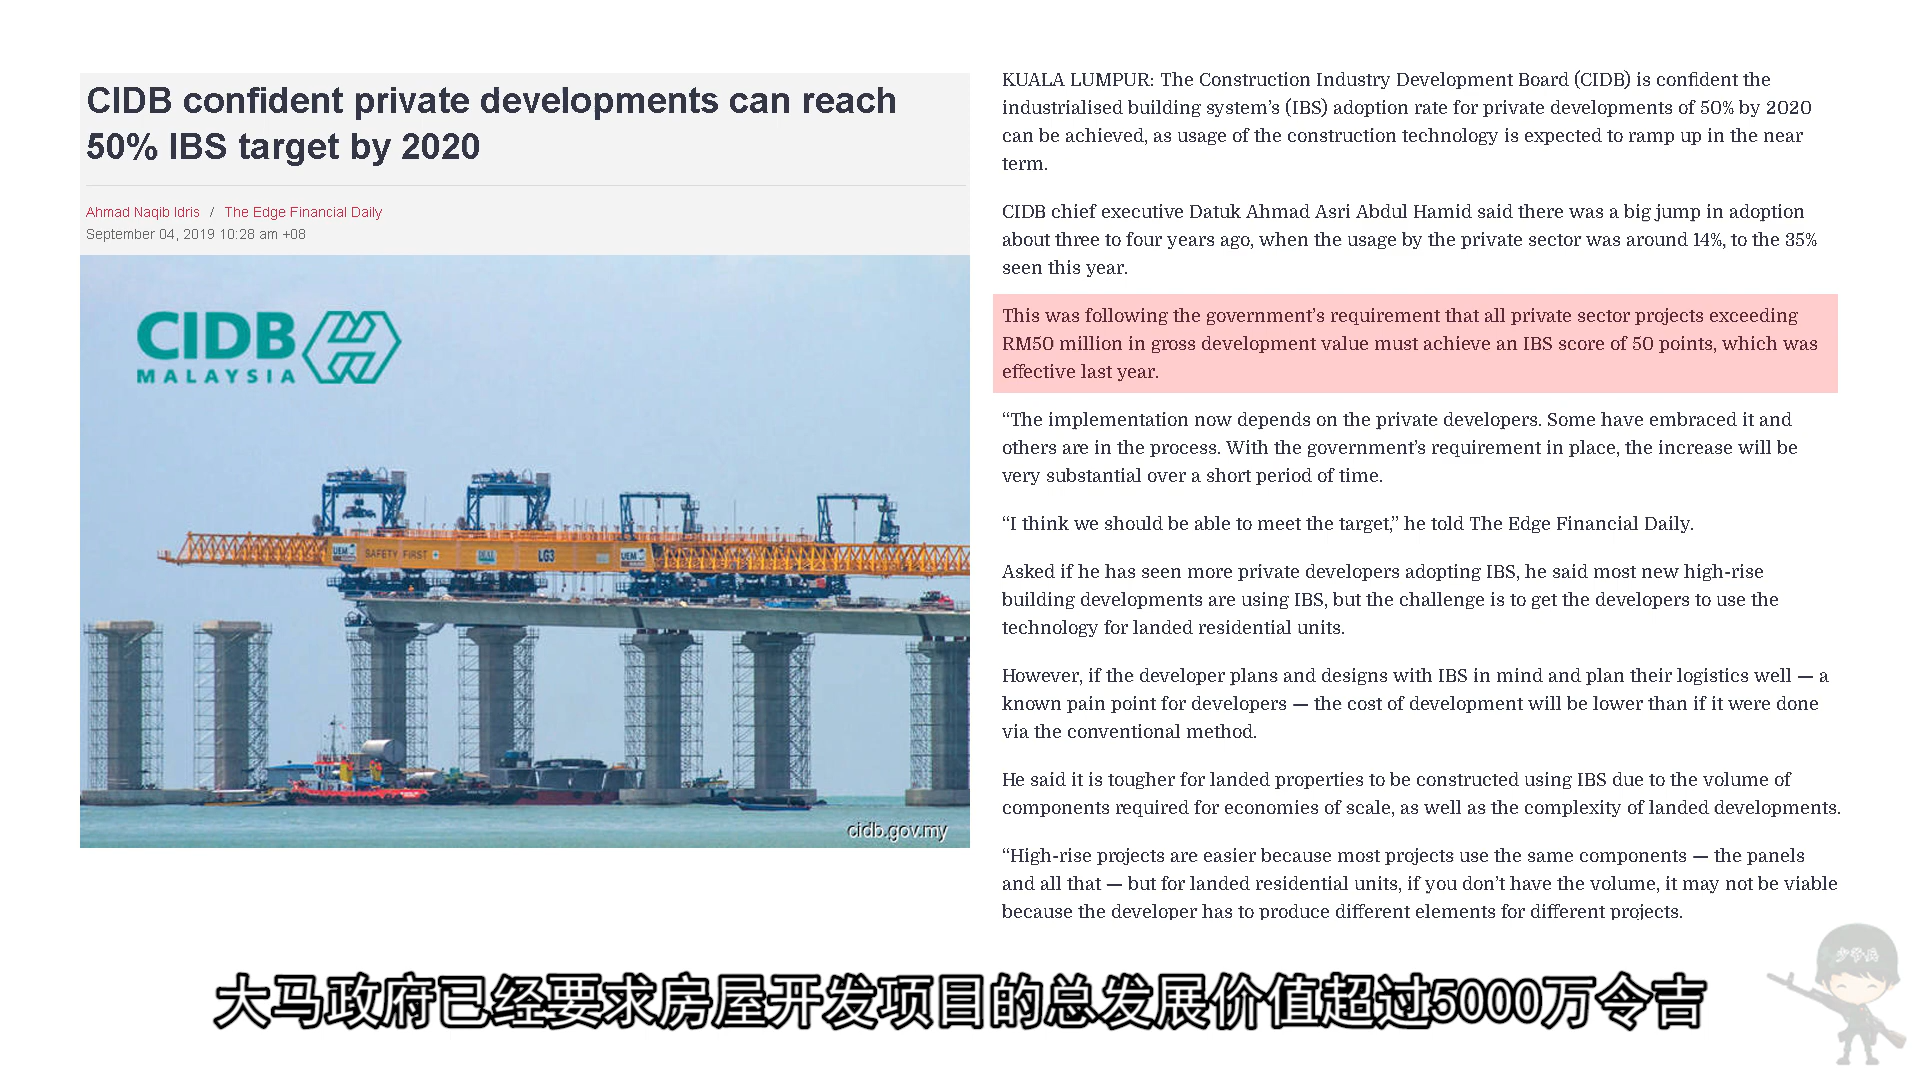 CIDB confident private developments can reach
50% IBS target by 2020
Ahmad Naqib Idris / The Edge Financial Daily
September 04, 2019 10:28 am +08
CIDB
MALAYSIA
UEM
SAFETY FIRST
LG3
UEM
cidb.gov.my
KUALA LUMPUR: The Construction Industry Development Board (CIDB) is confident the
industrialised building system’s (IBS) adoption rate for private developments of 50% by 2020
can be achieved, as usage of the construction technology is expected to ramp up in the near
term.
CIDB chief executive Datuk Ahmad Asri Abdul Hamid said there was a big jump in adoption
about three to four years ago, when the usage by the private sector was around 14%, to the 35%
seen this year.
This was following the government’s requirement that all private sector projects exceeding
RM50 million in gross development value must achieve an IBS score of 50 points, which was
effective last year.
“The implementation now depends on the private developers. Some have embraced it and
others are in the process. With the government’s requirement in place, the increase will be
very substantial over a short period of time.
“I think we should be able to meet the target,” he told The Edge Financial Daily.
Asked if he has seen more private developers adopting IBS, he said most new high-rise
building developments are using IBS, but the challenge is to get the developers to use the
technology for landed residential units.
However, if the developer plans and designs with IBS in mind and plan their logistics well — a
known pain point for developers — the cost of development will be lower than if it were done
via the conventional method.
He said it is tougher for landed properties to be constructed using IBS due to the volume of
components required for economies of scale, as well as the complexity of landed developments.
“High-rise projects are easier because most projects use the same components — the panels
and all that — but for landed residential units, if you don’t have the volume, it may not be viable
because the developer has to produce different elements for different projects.
大马政府已经要求房屋开发项目的总发展价值超过5000万令吉